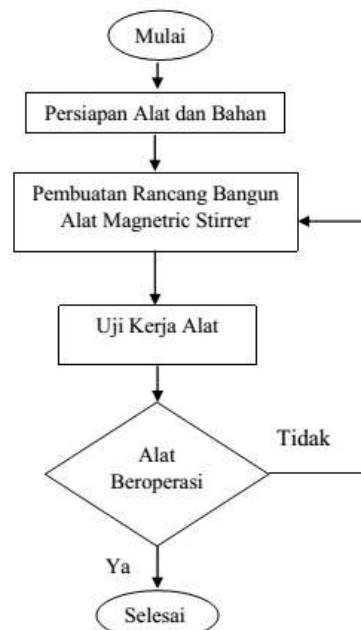 Mulai
Persiapan Alat dan Bahan
Pembuatan Rancang Bangun
Alat Magnetric Stirrer
Uji Kerja Alat
Alat
Beroperasi
Tidak
Ya
Selesai